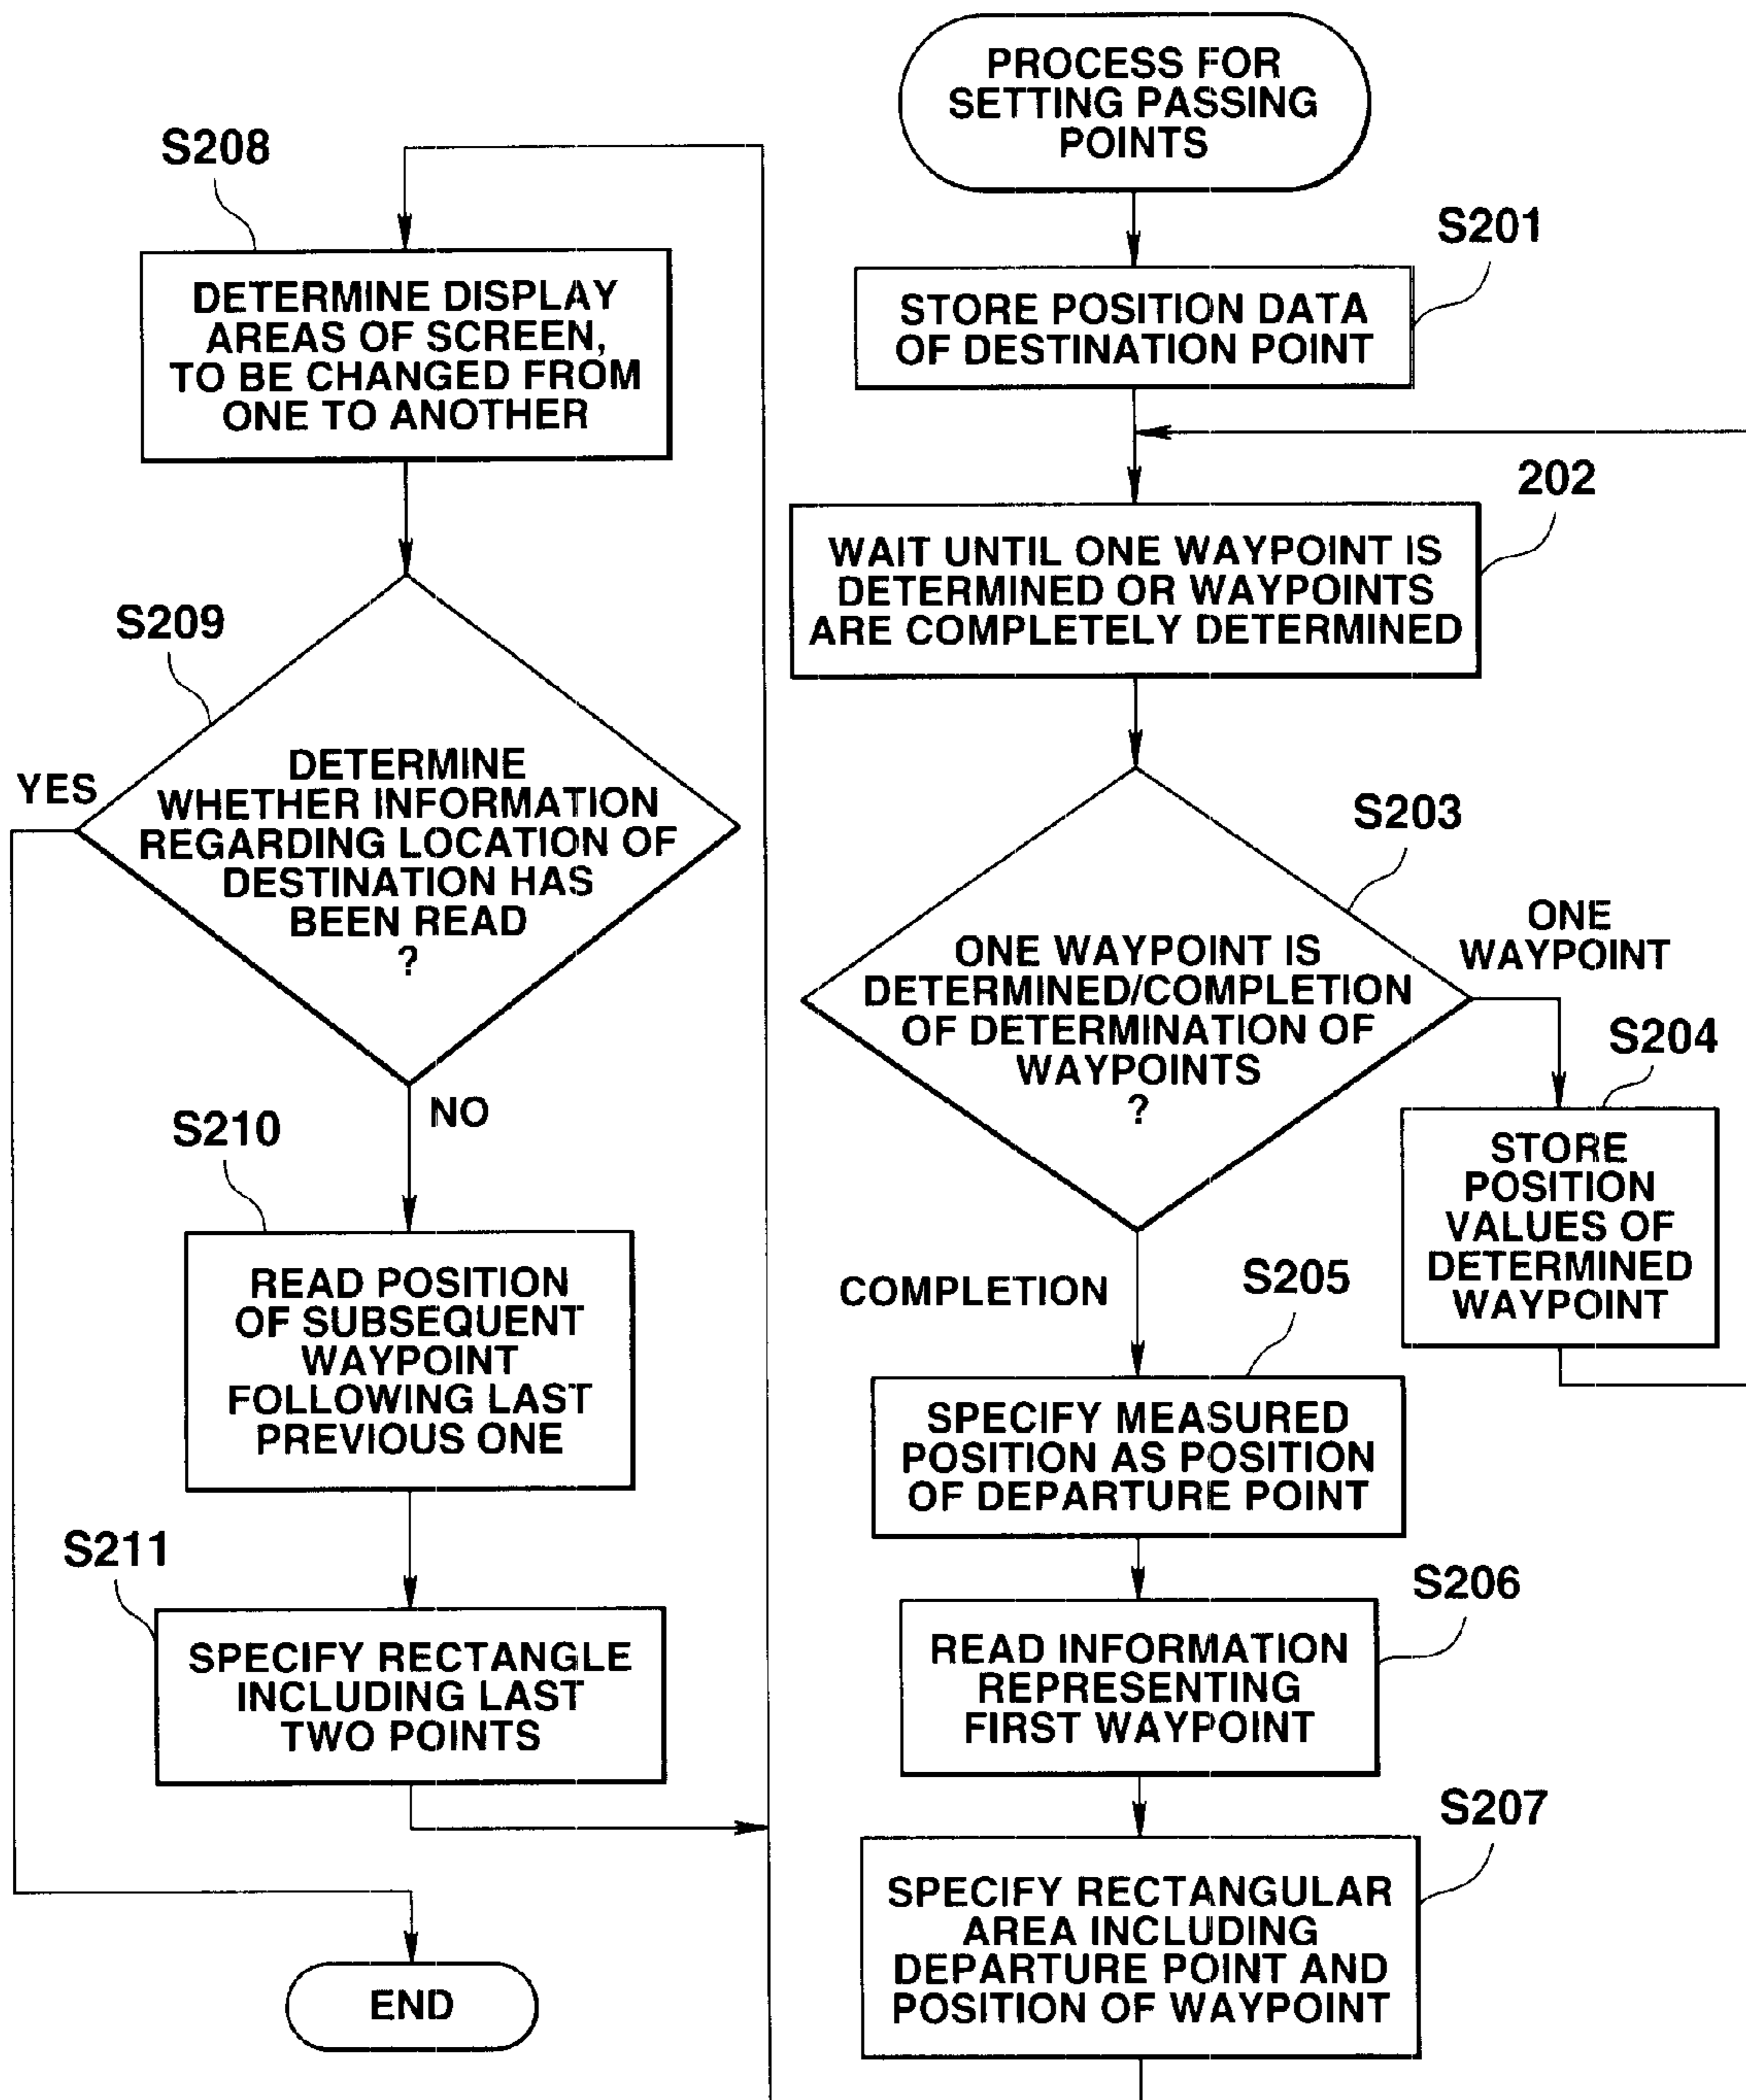 PROCESS FOR
SETTING PASSING
POINTS
S201
STORE POSITION DATA
OF DESTINATION POINT
202
WAIT UNTIL ONE WAYPOINT IS
DETERMINED OR WAYPOINTS
ARE COMPLETELY DETERMINED
S203
ONE WAYPOINT IS
DETERMINED/COMPLETION
OF DETERMINATION OF
WAYPOINTS
?
ONE
WAYPOINT
S204
STORE
POSITION
VALUES OF
DETERMINED
WAYPOINT
COMPLETION
S205
SPECIFY MEASURED
POSITION AS POSITION
OF DEPARTURE POINT
S206
READ INFORMATION
REPRESENTING
FIRST WAYPOINT
S207
SPECIFY RECTANGULAR
AREA INCLUDING
DEPARTURE POINT AND
POSITION OF WAYPOINT
S208
DETERMINE DISPLAY
AREAS OF SCREEN,
TO BE CHANGED FROM
ONE TO ANOTHER
S209
DETERMINE
WHETHER INFORMATION
REGARDING LOCATION OF
DESTINATION HAS
BEEN READ
?
YES
NO
S210
READ POSITION
OF SUBSEQUENT
WAYPOINT
FOLLOWING LAST
PREVIOUS ONE
S211
SPECIFY RECTANGLE
INCLUDING LAST
TWO POINTS
END